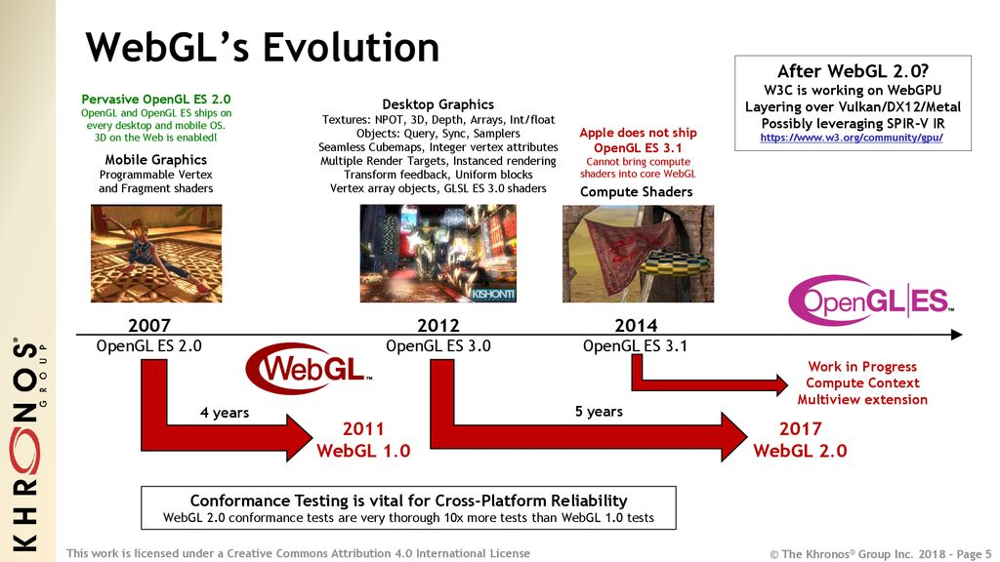 WebGL's Evolution
Pervasive OpenGL ES 2.0
OpenGL and OpenGL ES ships on
every desktop and mobile OS.
3D on the Web is enabled!
Mobile Graphics
Programmable Vertex
and Fragment shaders
Desktop Graphics
Textures: NPOT, 3D, Depth, Arrays, Int/float
Objects: Query, Sync, Samplers
Seamless Cubemaps, Integer vertex attributes
Multiple Render Targets, Instanced rendering
Transform feedback, Uniform blocks
Vertex array objects, GLSL ES 3.0 shaders
Apple does not ship
OpenGL ES 3.1
Cannot bring compute
shaders into core WebGL
Compute Shaders
After WebGL 2.0?
W3C is working on WebGPU
Layering over Vulkan/DX12/Metal
Possibly leveraging SPIR-V IR
https://www.w3.org/community/gpu/
KISHONTI
OpenGL|ES™
2007
OpenGL ES 2.0
2012
OpenGL ES 3.0
2014
OpenGL ES 3.1
WebGL™
Work in Progress
Compute Context
Multiview extension
4 years
2011
WebGL 1.0
5 years
2017
WebGL 2.0
Conformance Testing is vital for Cross-Platform Reliability
WebGL 2.0 conformance tests are very thorough 10x more tests than WebGL 1.0 tests
KHRONOS®
GROUP
This work is licensed under a Creative Commons Attribution 4.0 International License
© The Khronos® Group Inc. 2018 - Page 5